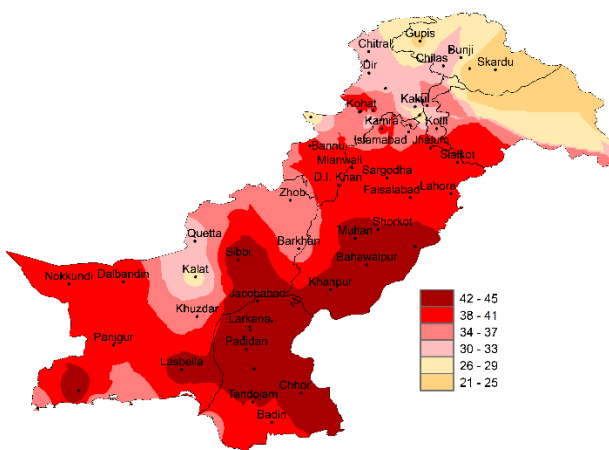 Gupis
Chitral
Bunji
Chilas
Dir
Skardu
Kakul
Kohat
Kamra
Kotli
Islamabad
Jhelum
Bannu
Sialkot
Mianwali
Sargodha
D.I. Khan
Faisalabad
Lahore
Zhob
Shorkot
Multan
Quetta
Barkhan
Sibbi
Bahawalpur
Kalat
Nokkundi
Dalbandin
Khanpur
Jacobabad
Khuzdar
Larkana
Panjgur
Padidan
Lasbella
Chhor
Tandojam
Badin
42 - 45
38 - 41
34 - 37
30 - 33
26 - 29
21 - 25